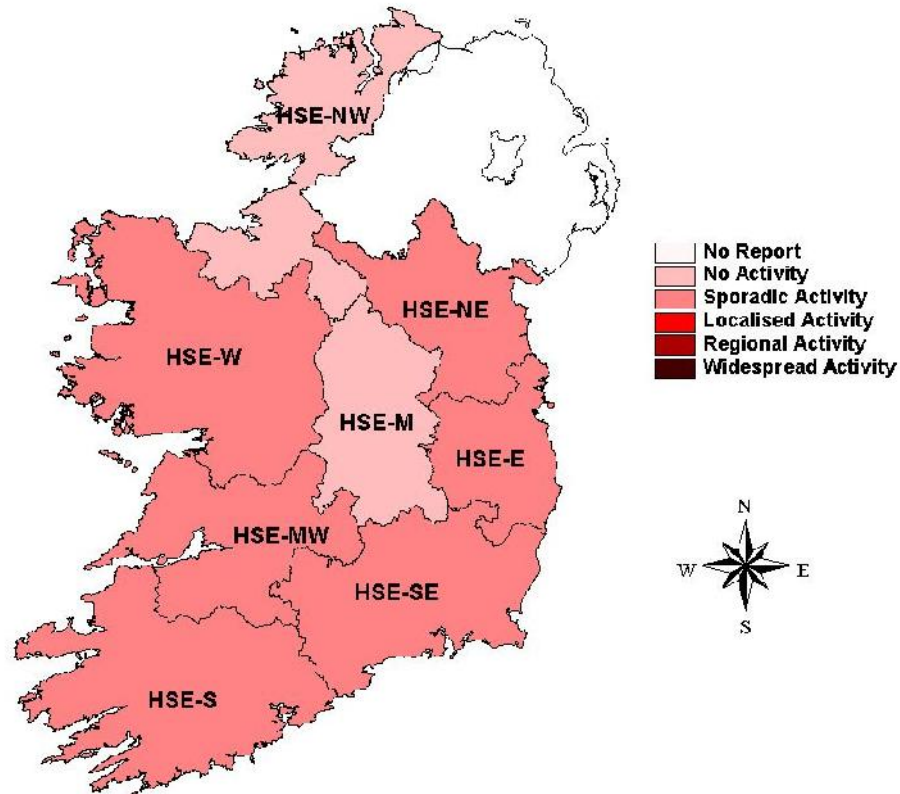 HSE-NW
HSE-NE
HSE-W
HSE-M
HSE-E
HSE-MW
HSE-SE
HSE-S
No Report
No Activity
Sporadic Activity
Localised Activity
Regional Activity
Widespread Activity
N
W E
S